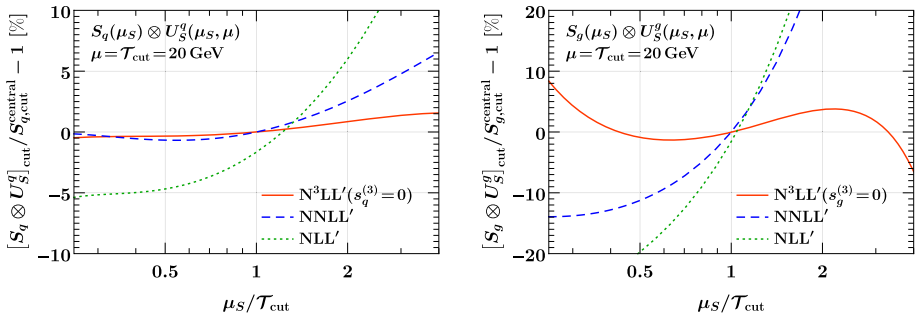 [S_q ⊗ U_S^q]_cut / S_{q,cut}^central − 1 [%]
10
5
0
−5
−10
S_q(μ_S) ⊗ U_S^q(μ_S, μ)
μ = 𝒯_cut = 20 GeV
N³LL′(s_q^(3) = 0)
NNLL′
NLL′
0.5
1
2
μ_S/𝒯_cut
[S_g ⊗ U_S^g]_cut / S_{g,cut}^central − 1 [%]
20
10
0
−10
−20
S_g(μ_S) ⊗ U_S^g(μ_S, μ)
μ = 𝒯_cut = 20 GeV
N³LL′(s_g^(3) = 0)
NNLL′
NLL′
0.5
1
2
μ_S/𝒯_cut